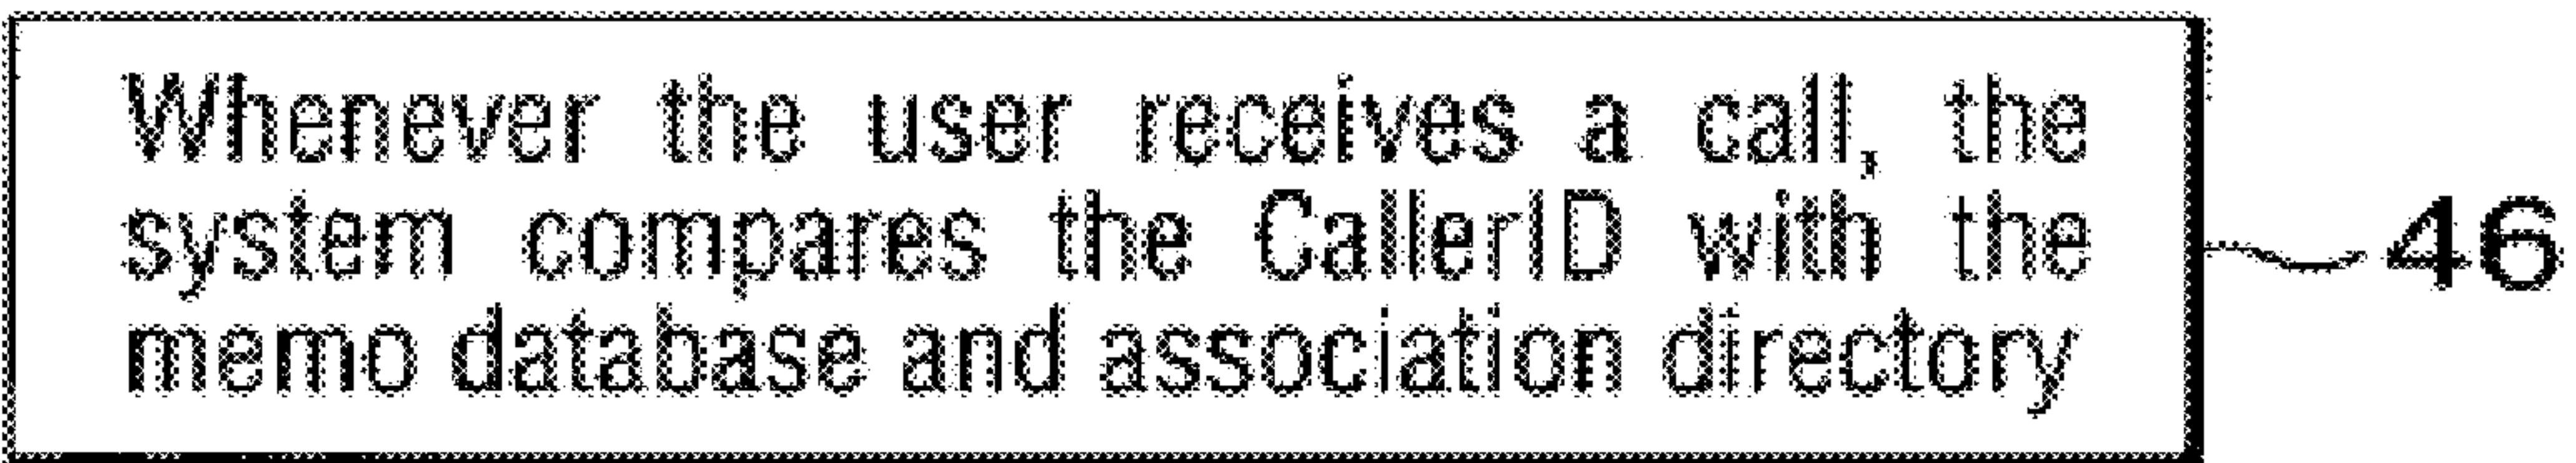 Whenever the user receives a call, the
system compares the CallerID with the
memo database and association directory
46